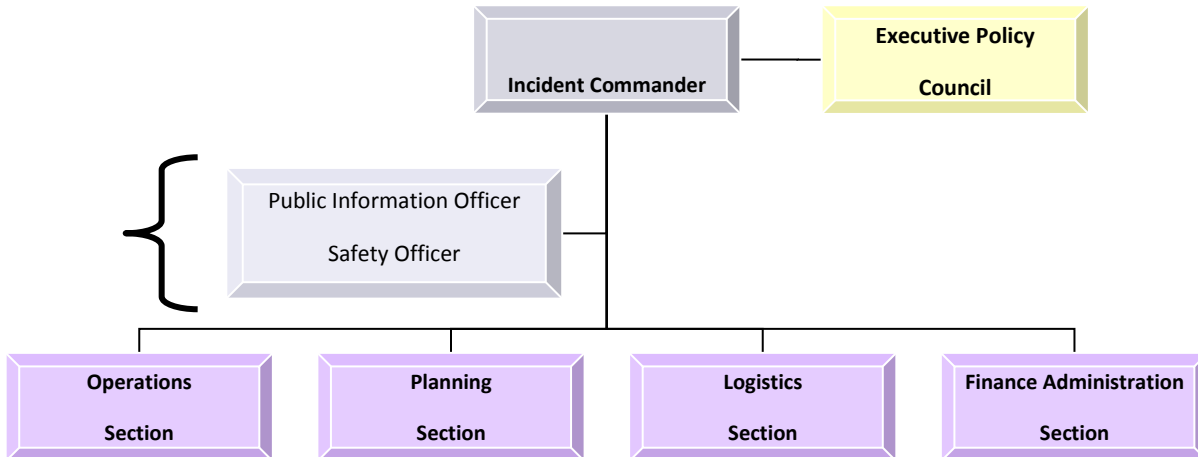 Executive Policy
Council
Incident Commander
Public Information Officer
Safety Officer
Operations
Section
Planning
Section
Logistics
Section
Finance Administration
Section